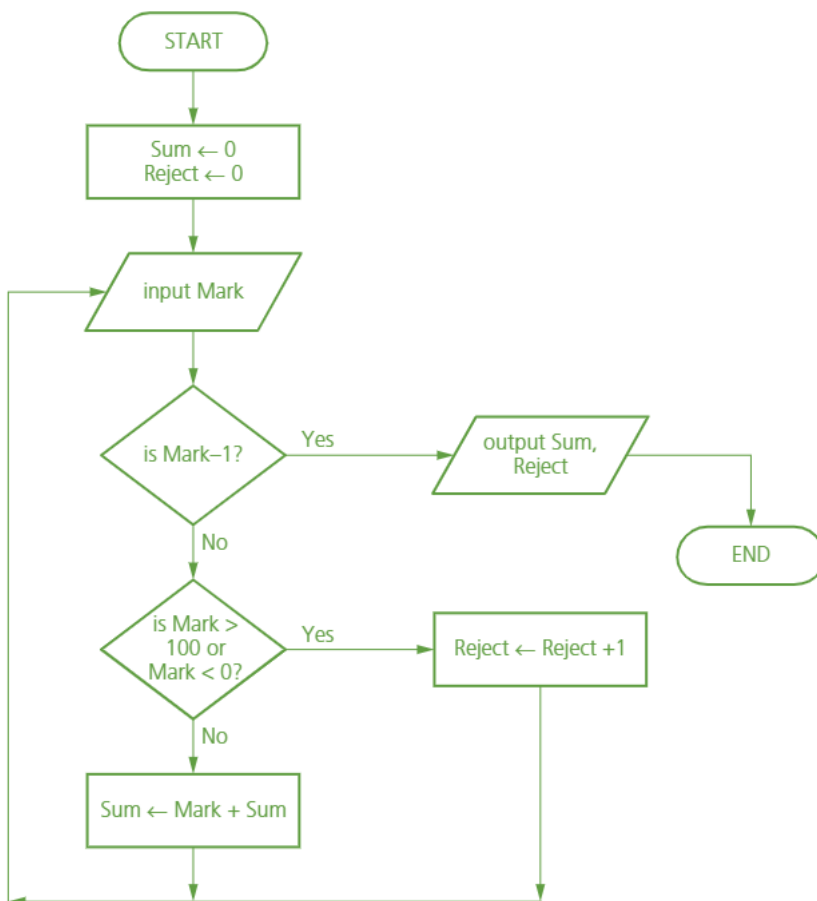 START
Sum ← 0
Reject ← 0
input Mark
is Mark–1?
Yes
output Sum,
Reject
END
No
is Mark >
100 or
Mark < 0?
Yes
Reject ← Reject +1
No
Sum ← Mark + Sum